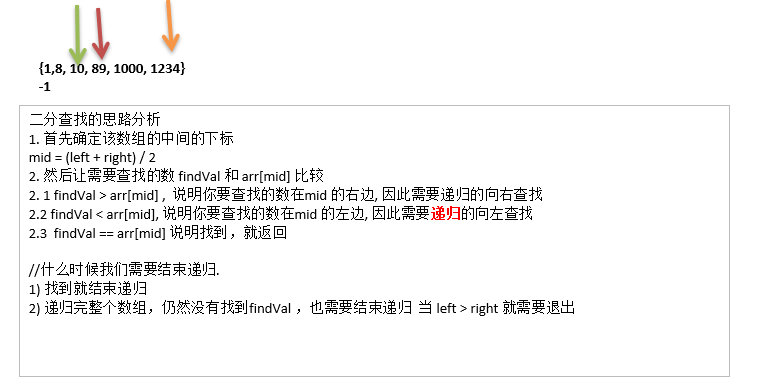 {1,8, 10, 89, 1000, 1234}
-1
二分查找的思路分析
1. 首先确定该数组的中间的下标
mid = (left + right) / 2
2. 然后让需要查找的数 findVal 和 arr[mid] 比较
2. 1 findVal > arr[mid] , 说明你要查找的数在mid 的右边, 因此需要递归的向右查找
2.2 findVal < arr[mid], 说明你要查找的数在mid 的左边, 因此需要递归的向左查找
2.3 findVal == arr[mid] 说明找到，就返回
//什么时候我们需要结束递归.
1) 找到就结束递归
2) 递归完整个数组，仍然没有找到findVal ，也需要结束递归 当 left > right 就需要退出